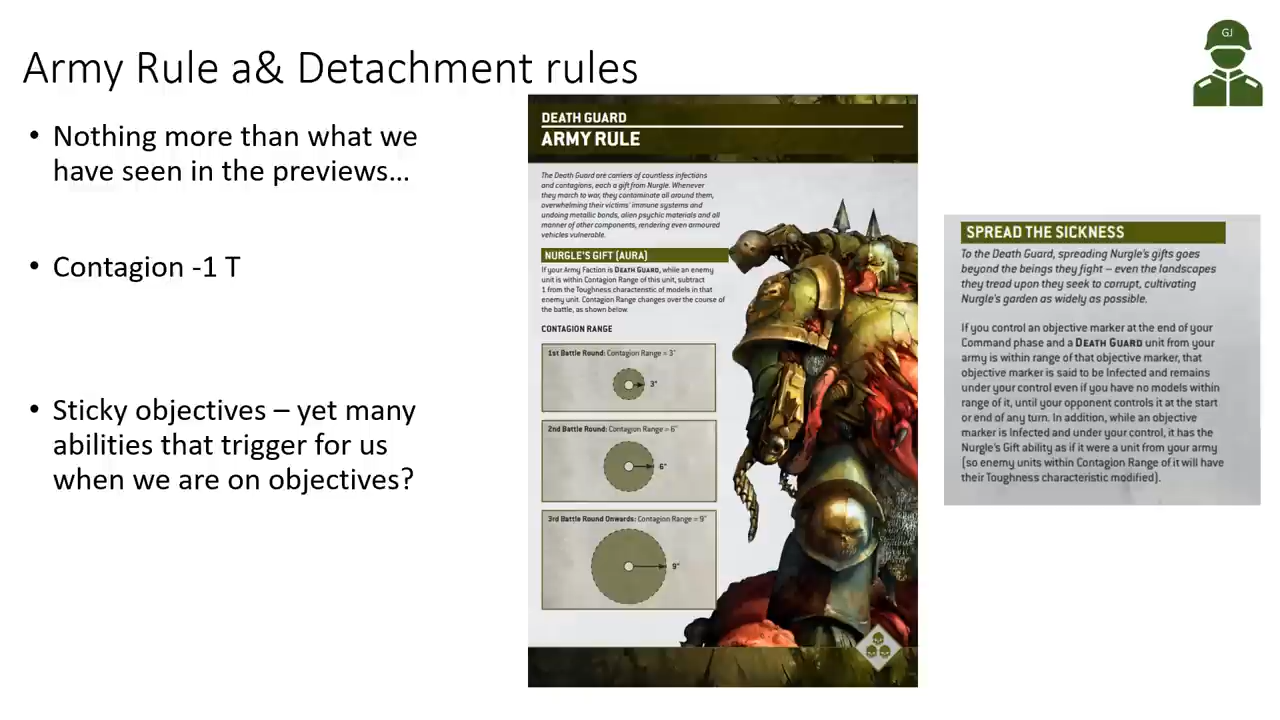 Army Rule a& Detachment rules
GJ
• Nothing more than what we
have seen in the previews...
• Contagion -1 T
• Sticky objectives – yet many
abilities that trigger for us
when we are on objectives?
DEATH GUARD
ARMY RULE
The Death Guard are carriers of countless infections
and contagions, each a gift from Nurgle. Whenever
they march to war, they contaminate all around them,
overwhelming their victims' immune systems and
undoing metallic bonds, alien psychic materials and all
manner of other components, rendering even armoured
vehicles vulnerable.
NURGLE'S GIFT (AURA)
If your Army Faction is DEATH GUARD, while an enemy
unit is within Contagion Range of this unit, subtract
1 from the Toughness characteristic of models in that
enemy unit. Contagion Range changes over the course of
the battle, as shown below.
CONTAGION RANGE
1st Battle Round: Contagion Range = 3"
3"
2nd Battle Round: Contagion Range = 6"
6"
3rd Battle Round Onwards: Contagion Range = 9"
9"
SPREAD THE SICKNESS
To the Death Guard, spreading Nurgle's gifts goes
beyond the beings they fight – even the landscapes
they tread upon they seek to corrupt, cultivating
Nurgle's garden as widely as possible.
If you control an objective marker at the end of your
Command phase and a DEATH GUARD unit from your
army is within range of that objective marker, that
objective marker is said to be Infected and remains
under your control even if you have no models within
range of it, until your opponent controls it at the start
or end of any turn. In addition, while an objective
marker is Infected and under your control, it has the
Nurgle's Gift ability as if it were a unit from your army
(so enemy units within Contagion Range of it will have
their Toughness characteristic modified).